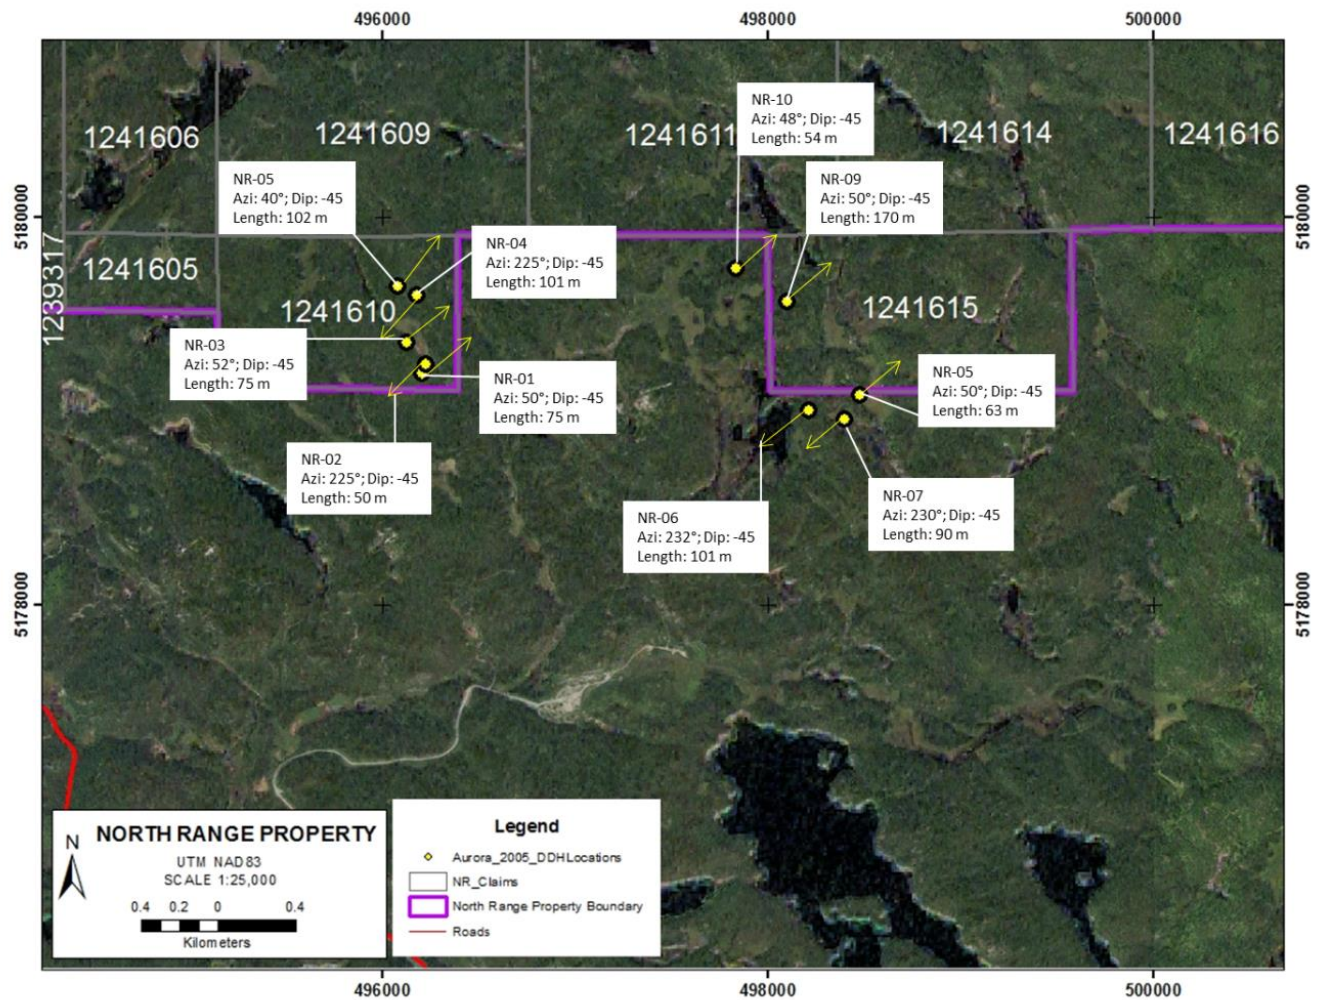 496000
498000
500000
NR-10
Azi: 48°; Dip: -45
Length: 54 m
1241606
1241609
1241611
1241614
1241616
NR-05
Azi: 40°; Dip: -45
Length: 102 m
NR-09
Azi: 50°; Dip: -45
Length: 170 m
5180000
5180000
NR-04
Azi: 225°; Dip: -45
Length: 101 m
1239317
1241605
1241610
1241615
NR-03
Azi: 52°; Dip: -45
Length: 75 m
NR-01
Azi: 50°; Dip: -45
Length: 75 m
NR-05
Azi: 50°; Dip: -45
Length: 63 m
NR-02
Azi: 225°; Dip: -45
Length: 50 m
NR-06
Azi: 232°; Dip: -45
Length: 101 m
NR-07
Azi: 230°; Dip: -45
Length: 90 m
5178000
5178000
N
NORTH RANGE PROPERTY
UTM NAD83
SCALE 1:25,000
0.4 0.2 0 0.4
Kilometers
Legend
Aurora_2005_DDHLocations
NR_Claims
North Range Property Boundary
Roads
496000
498000
500000